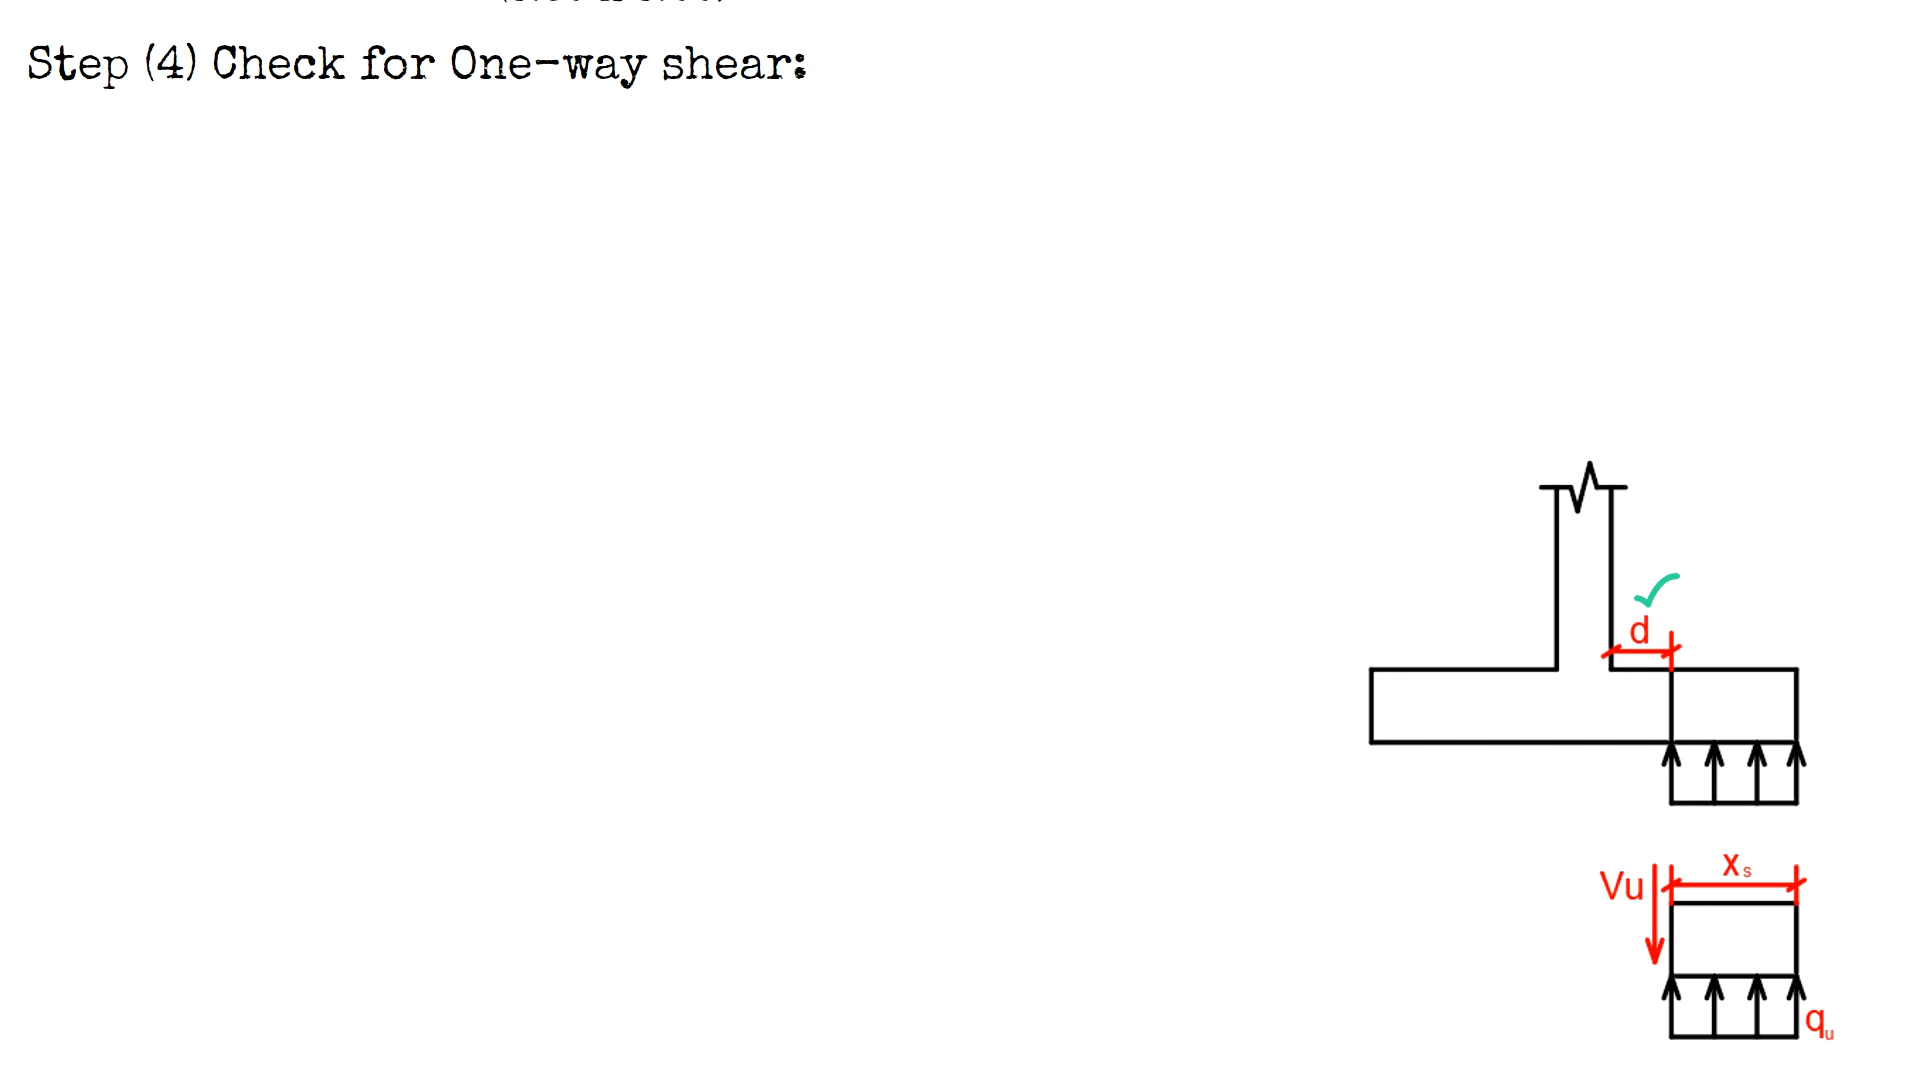 Step (4) Check for One-way shear:
d
Vu
xₛ
qᵤ